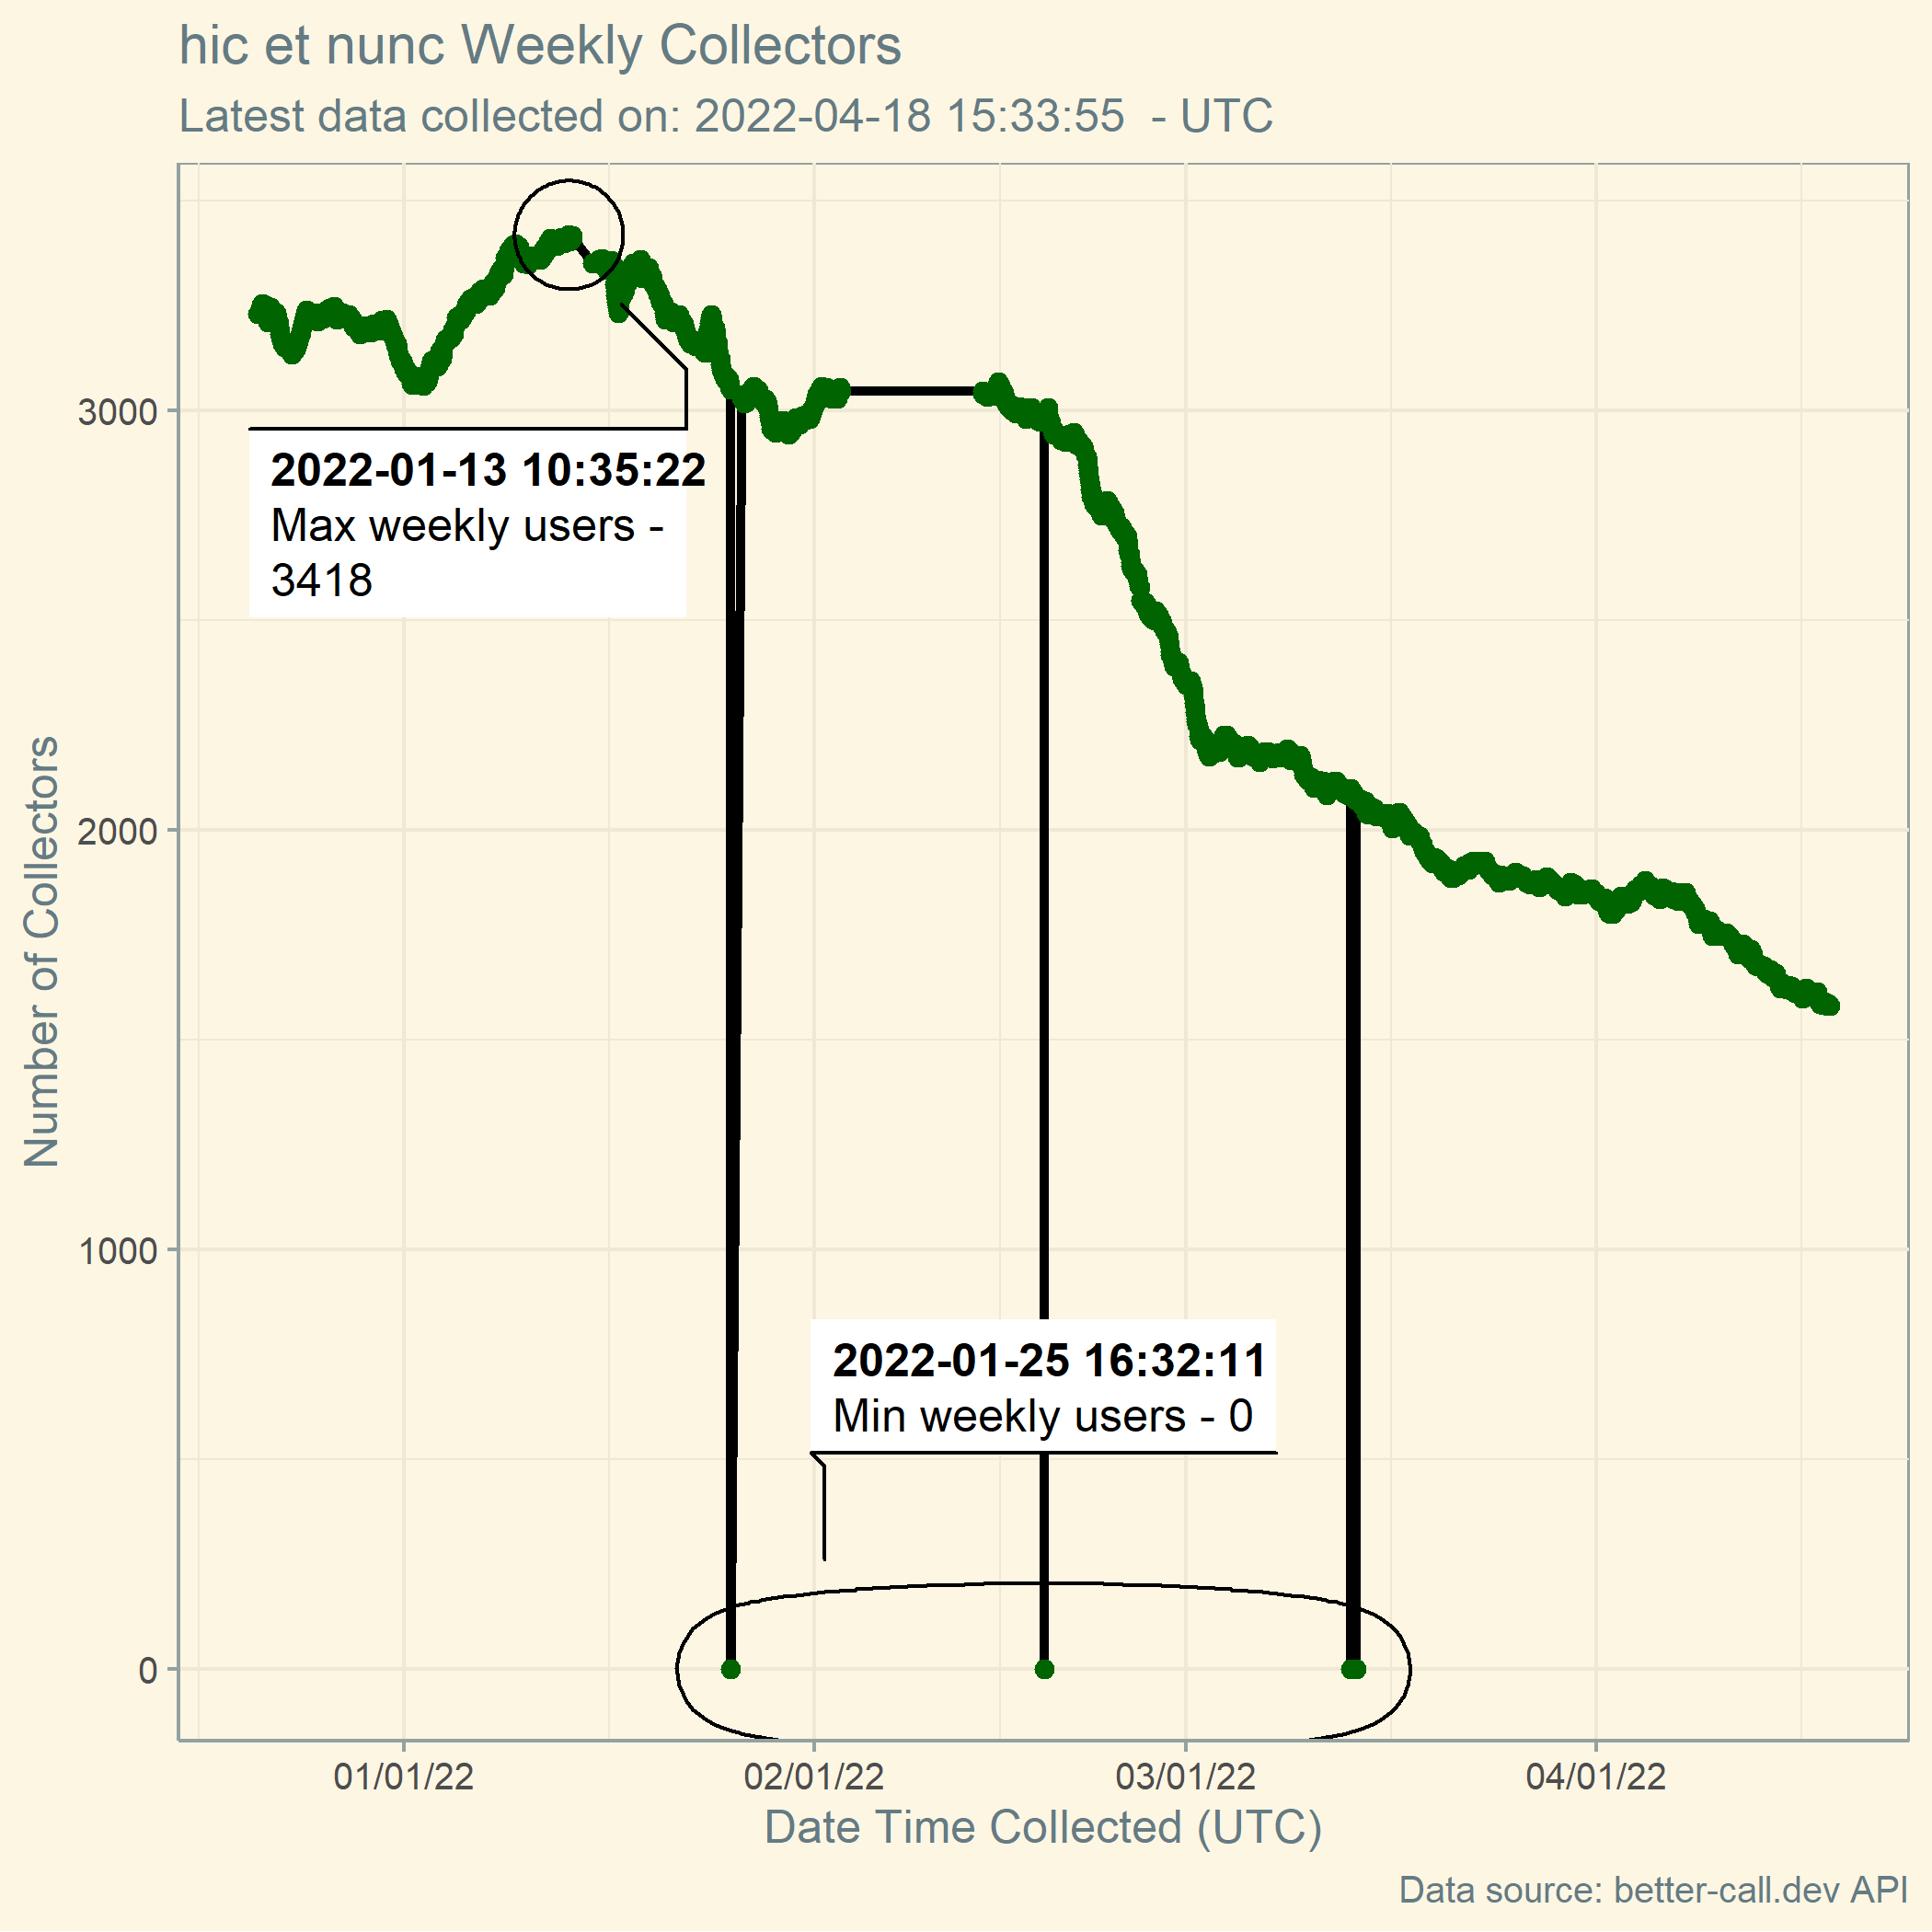 hic et nunc Weekly Collectors
Latest data collected on: 2022-04-18 15:33:55  - UTC
Number of Collectors
3000
2000
1000
0
2022-01-13 10:35:22
Max weekly users -
3418
2022-01-25 16:32:11
Min weekly users - 0
01/01/22
02/01/22
03/01/22
04/01/22
Date Time Collected (UTC)
Data source: better-call.dev API